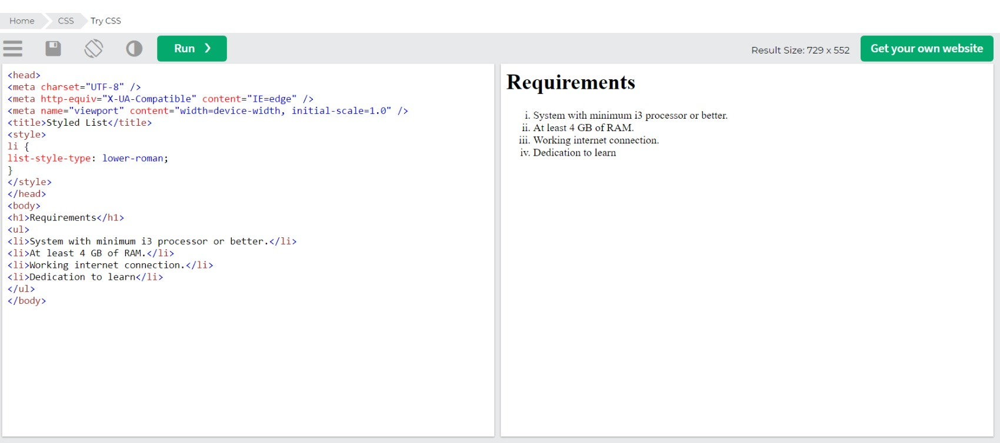 Home CSS Try CSS
Run ❯ Result Size: 729 x 552 Get your own website
<head>
<meta charset="UTF-8" />
<meta http-equiv="X-UA-Compatible" content="IE=edge" />
<meta name="viewport" content="width=device-width, initial-scale=1.0" />
<title>Styled List</title>
<style>
li {
list-style-type: lower-roman;
}
</style>
</head>
<body>
<h1>Requirements</h1>
<ul>
<li>System with minimum i3 processor or better.</li>
<li>At least 4 GB of RAM.</li>
<li>Working internet connection.</li>
<li>Dedication to learn</li>
</ul>
</body>
Requirements
i. System with minimum i3 processor or better.
ii. At least 4 GB of RAM.
iii. Working internet connection.
iv. Dedication to learn